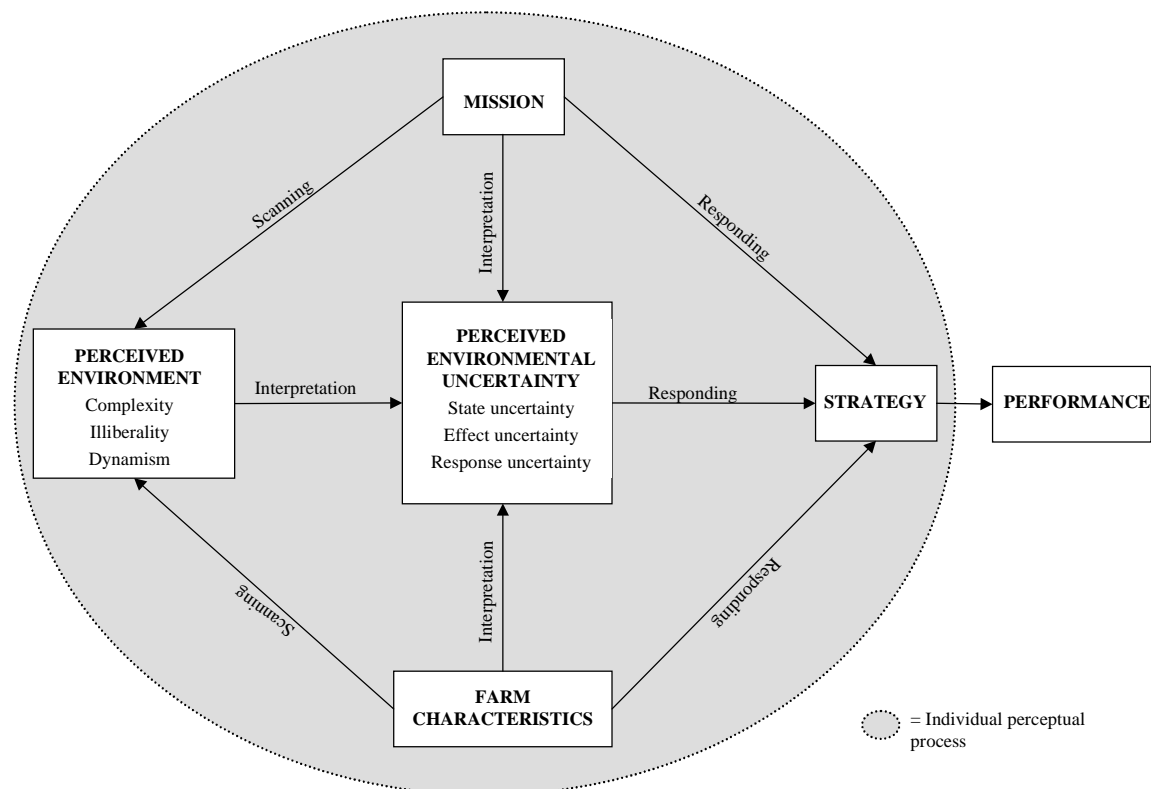 MISSION
Scanning
Interpretation
Responding
PERCEIVED
ENVIRONMENT
Complexity
Illiberality
Dynamism
Interpretation
PERCEIVED
ENVIRONMENTAL
UNCERTAINTY
State uncertainty
Effect uncertainty
Response uncertainty
Responding
STRATEGY
PERFORMANCE
Scanning
Interpretation
Responding
FARM
CHARACTERISTICS
= Individual perceptual
process